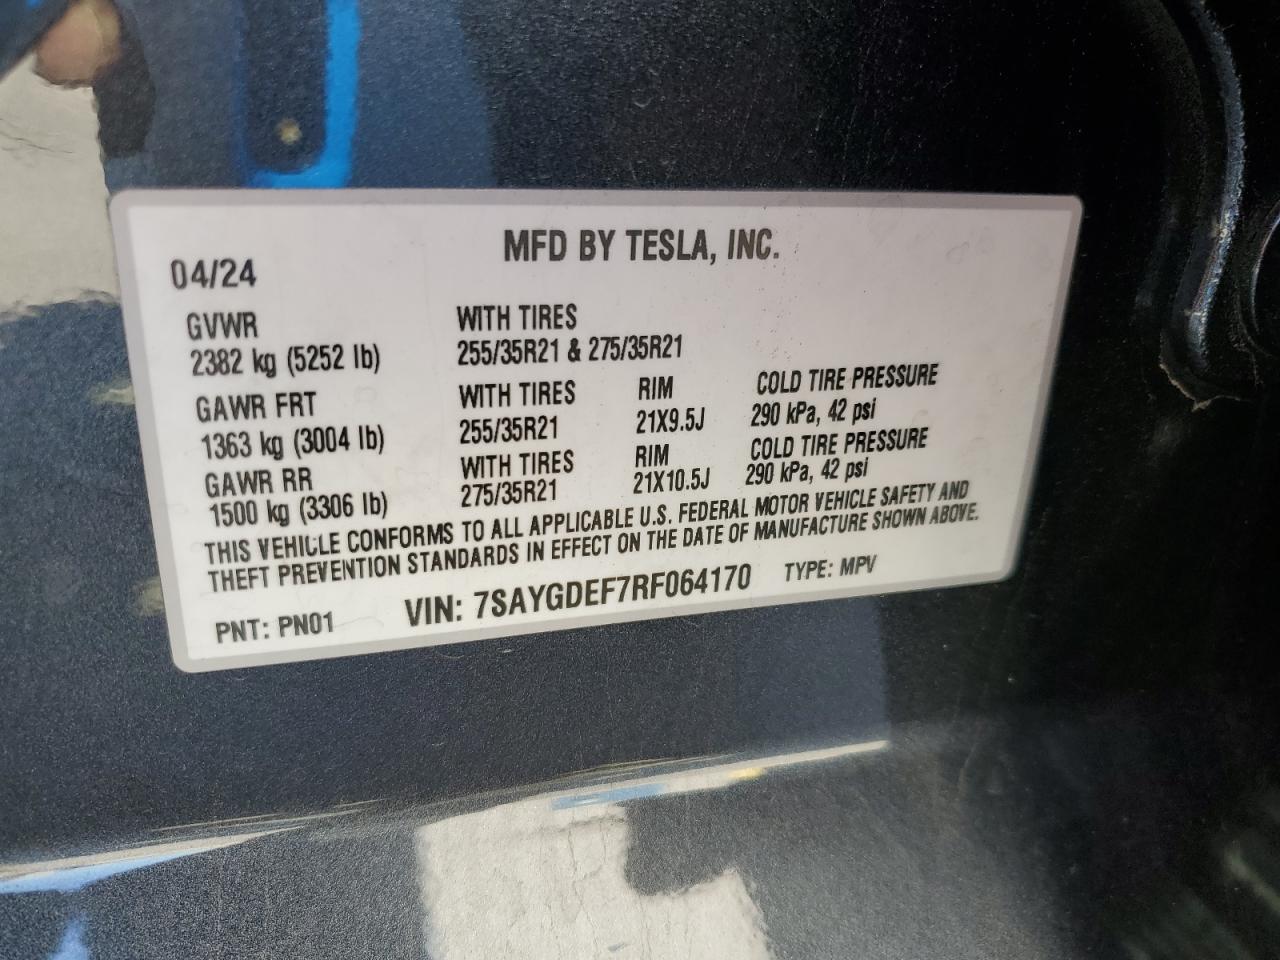 MFD BY TESLA, INC.
04/24
GVWR WITH TIRES
2382 kg (5252 lb) 255/35R21 & 275/35R21
GAWR FRT WITH TIRES RIM COLD TIRE PRESSURE
1363 kg (3004 lb) 255/35R21 21X9.5J 290 kPa, 42 psi
GAWR RR WITH TIRES RIM COLD TIRE PRESSURE
1500 kg (3306 lb) 275/35R21 21X10.5J 290 kPa, 42 psi
THIS VEHICLE CONFORMS TO ALL APPLICABLE U.S. FEDERAL MOTOR VEHICLE SAFETY AND
THEFT PREVENTION STANDARDS IN EFFECT ON THE DATE OF MANUFACTURE SHOWN ABOVE.
PNT: PN01 VIN: 7SAYGDEF7RF064170 TYPE: MPV